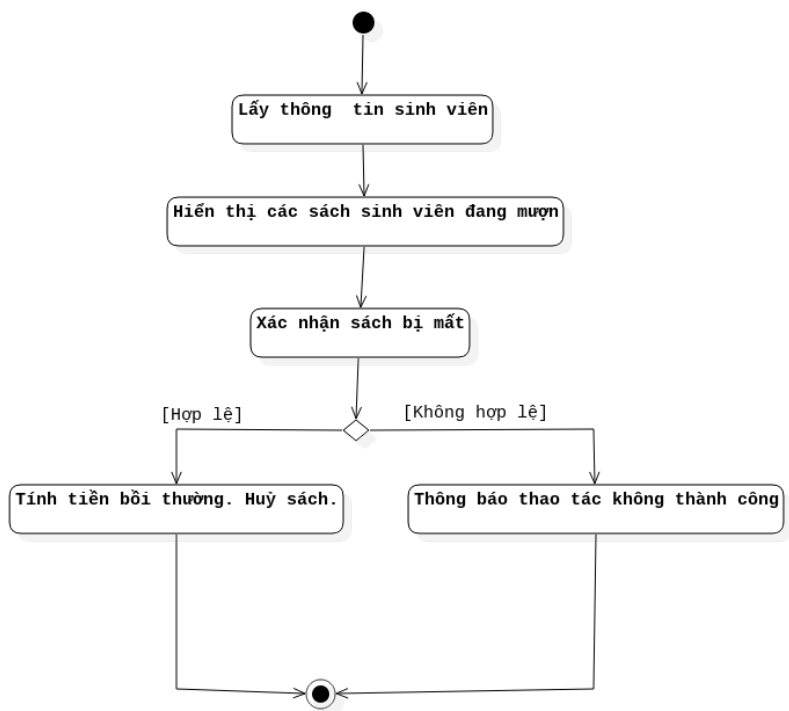 Lấy thông  tin sinh viên
Hiển thị các sách sinh viên đang mượn
Xác nhận sách bị mất
[Hợp lệ]
[Không hợp lệ]
Tính tiền bồi thường. Huỷ sách.
Thông báo thao tác không thành công